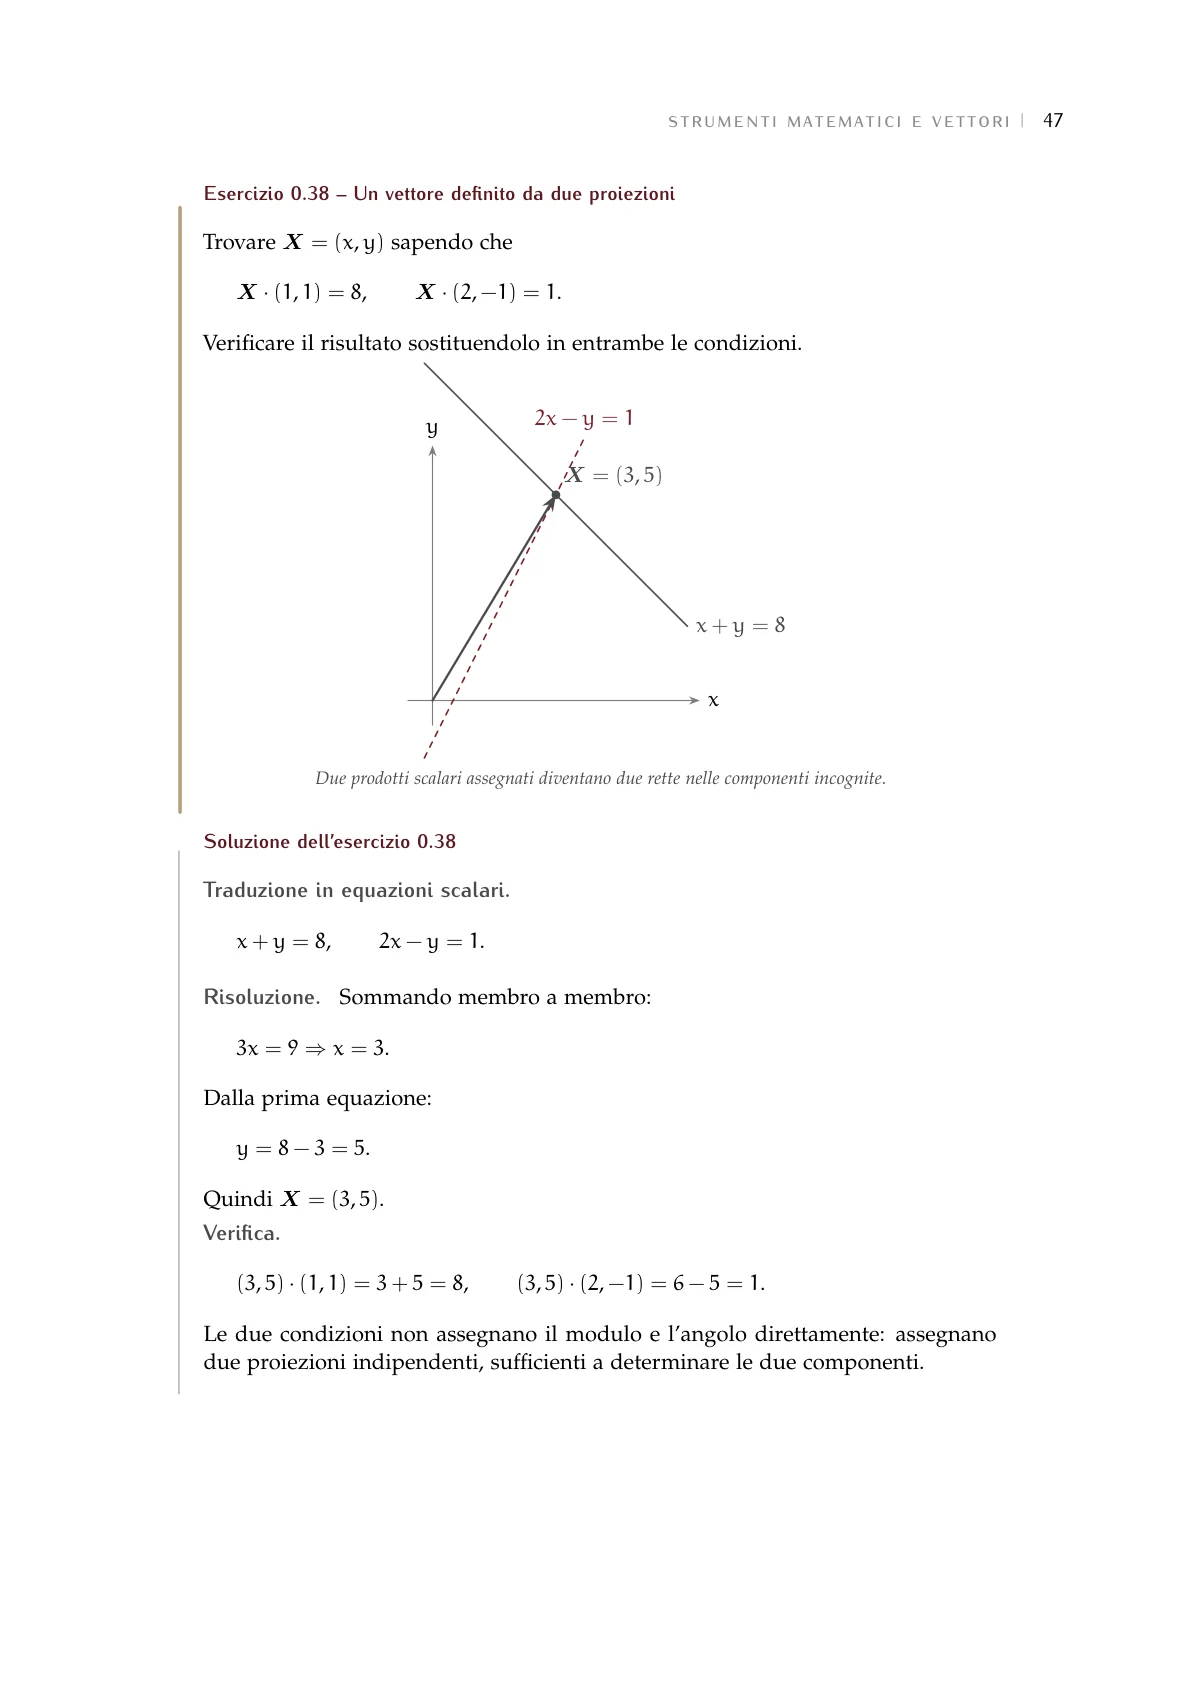 STRUMENTI MATEMATICI E VETTORI | 47
Esercizio 0.38 – Un vettore definito da due proiezioni
Trovare X = (x, y) sapendo che
X · (1, 1) = 8, X · (2, −1) = 1.
Verificare il risultato sostituendolo in entrambe le condizioni.
2x − y = 1
y
X = (3, 5)
x + y = 8
x
Due prodotti scalari assegnati diventano due rette nelle componenti incognite.
Soluzione dell’esercizio 0.38
Traduzione in equazioni scalari.
x + y = 8, 2x − y = 1.
Risoluzione. Sommando membro a membro:
3x = 9 ⇒ x = 3.
Dalla prima equazione:
y = 8 − 3 = 5.
Quindi X = (3, 5).
Verifica.
(3, 5) · (1, 1) = 3 + 5 = 8, (3, 5) · (2, −1) = 6 − 5 = 1.
Le due condizioni non assegnano il modulo e l’angolo direttamente: assegnano
due proiezioni indipendenti, sufficienti a determinare le due componenti.